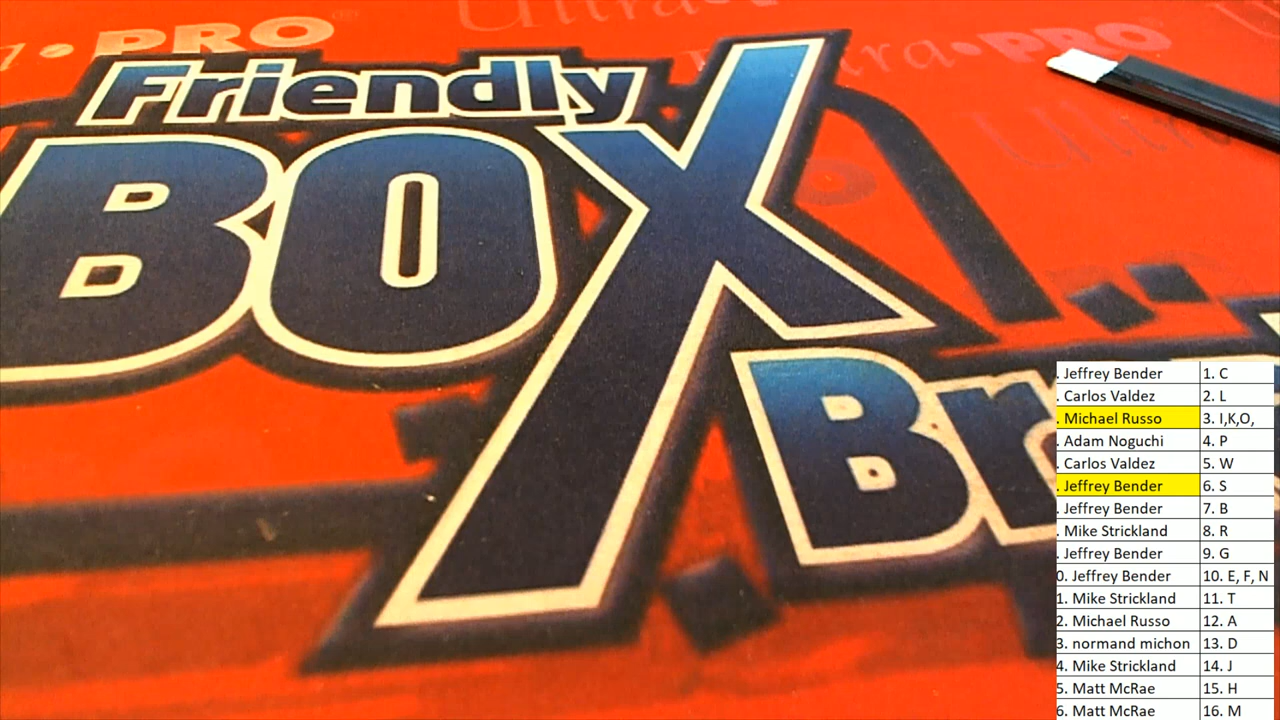 PRO
Ultra
Ultra PRO
Friendly
BOX
Ultra
Br
. Jeffrey Bender 1. C
. Carlos Valdez 2. L
. Michael Russo 3. I,K,O,
. Adam Noguchi 4. P
. Carlos Valdez 5. W
. Jeffrey Bender 6. S
. Jeffrey Bender 7. B
. Mike Strickland 8. R
. Jeffrey Bender 9. G
0. Jeffrey Bender 10. E, F, N
1. Mike Strickland 11. T
2. Michael Russo 12. A
3. normand michon 13. D
4. Mike Strickland 14. J
5. Matt McRae 15. H
6. Matt McRae 16. M